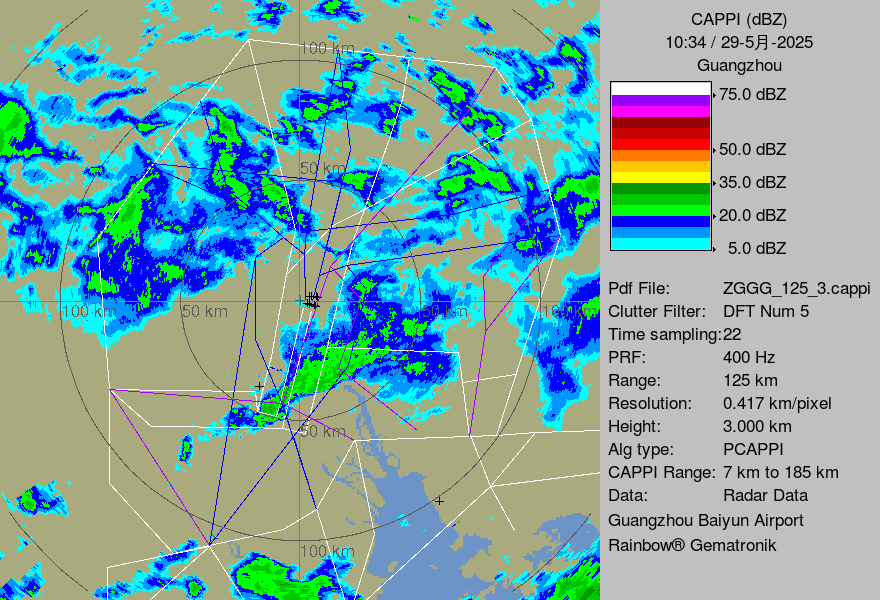 100 km
50 km
100 km
50 km
50 km
100 km
50 km
100 km
CAPPI (dBZ)
10:34 / 29-5月-2025
Guangzhou
75.0 dBZ
50.0 dBZ
35.0 dBZ
20.0 dBZ
5.0 dBZ
Pdf File: ZGGG_125_3.cappi
Clutter Filter: DFT Num 5
Time sampling:22
PRF: 400 Hz
Range: 125 km
Resolution: 0.417 km/pixel
Height: 3.000 km
Alg type: PCAPPI
CAPPI Range: 7 km to 185 km
Data: Radar Data
Guangzhou Baiyun Airport
Rainbow® Gematronik